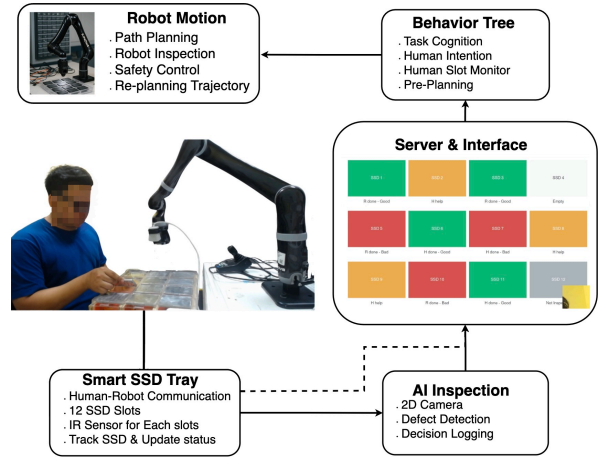 Robot Motion
. Path Planning
. Robot Inspection
. Safety Control
. Re-planning Trajectory
Behavior Tree
. Task Cognition
. Human Intention
. Human Slot Monitor
. Pre-Planning
Server & Interface
SSD 1
SSD 2
SSD 3
SSD 4
R done - Good
H help
R done - Good
Empty
SSD 5
SSD 6
SSD 7
SSD 8
R done - Bad
H done - Good
H done - Bad
H help
SSD 9
SSD 10
SSD 11
SSD 12
H help
R done - Bad
H done - Good
Smart SSD Tray
. Human-Robot Communication
. 12 SSD Slots
. IR Sensor for Each slots
. Track SSD & Update status
AI Inspection
. 2D Camera
. Defect Detection
. Decision Logging